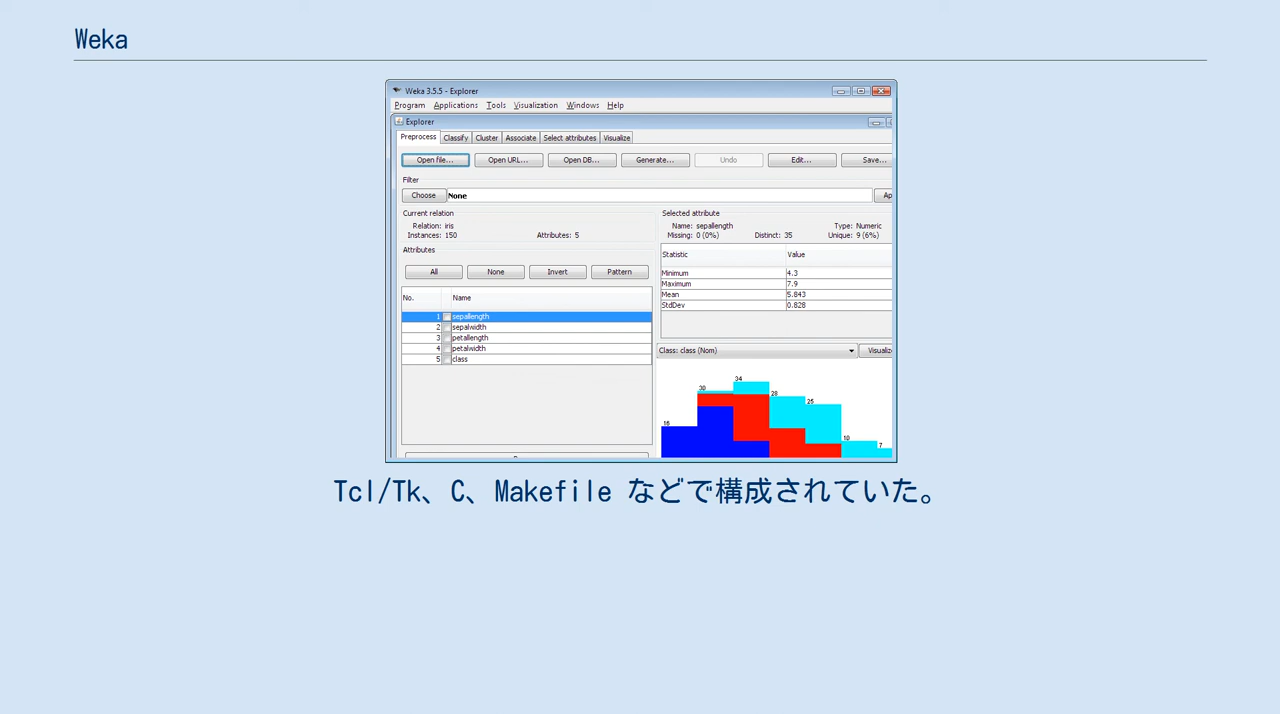 Weka
Weka 3.5.5 - Explorer
Program Applications Tools Visualization Windows Help
Explorer
Preprocess Classify Cluster Associate Select attributes Visualize
Open file... Open URL... Open DB... Generate... Undo Edit... Save...
Filter
Choose None Ap
Current relation
Relation: iris
Instances: 150 Attributes: 5
Attributes
All None Invert Pattern
No. Name
1 sepallength
2 sepalwidth
3 petallength
4 petalwidth
5 class
Selected attribute
Name: sepallength Type: Numeric
Missing: 0 (0%) Distinct: 35 Unique: 9 (6%)
Statistic Value
Minimum 4.3
Maximum 7.9
Mean 5.843
StdDev 0.828
Class: class (Nom) Visualiz
16 30 34 28 25 10 7
Tcl/Tk、C、Makefile などで構成されていた。